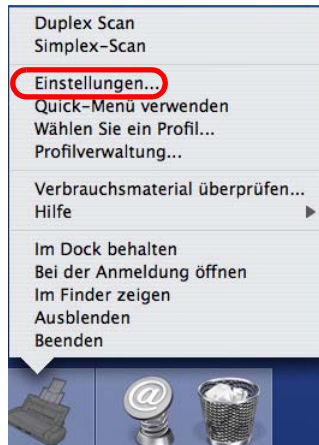 Duplex Scan
Simplex-Scan
Einstellungen...
Quick-Menü verwenden
Wählen Sie ein Profil...
Profilverwaltung...
Verbrauchsmaterial überprüfen...
Hilfe
Im Dock behalten
Bei der Anmeldung öffnen
Im Finder zeigen
Ausblenden
Beenden
@